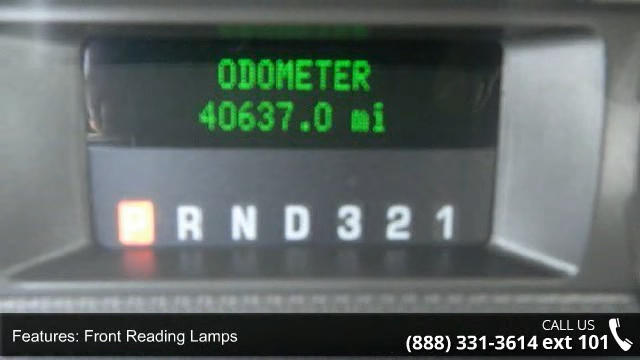 ODOMETER
40637.0 mi
P R N D 3 2 1
CALL US
Features: Front Reading Lamps
(888) 331-3614 ext 101